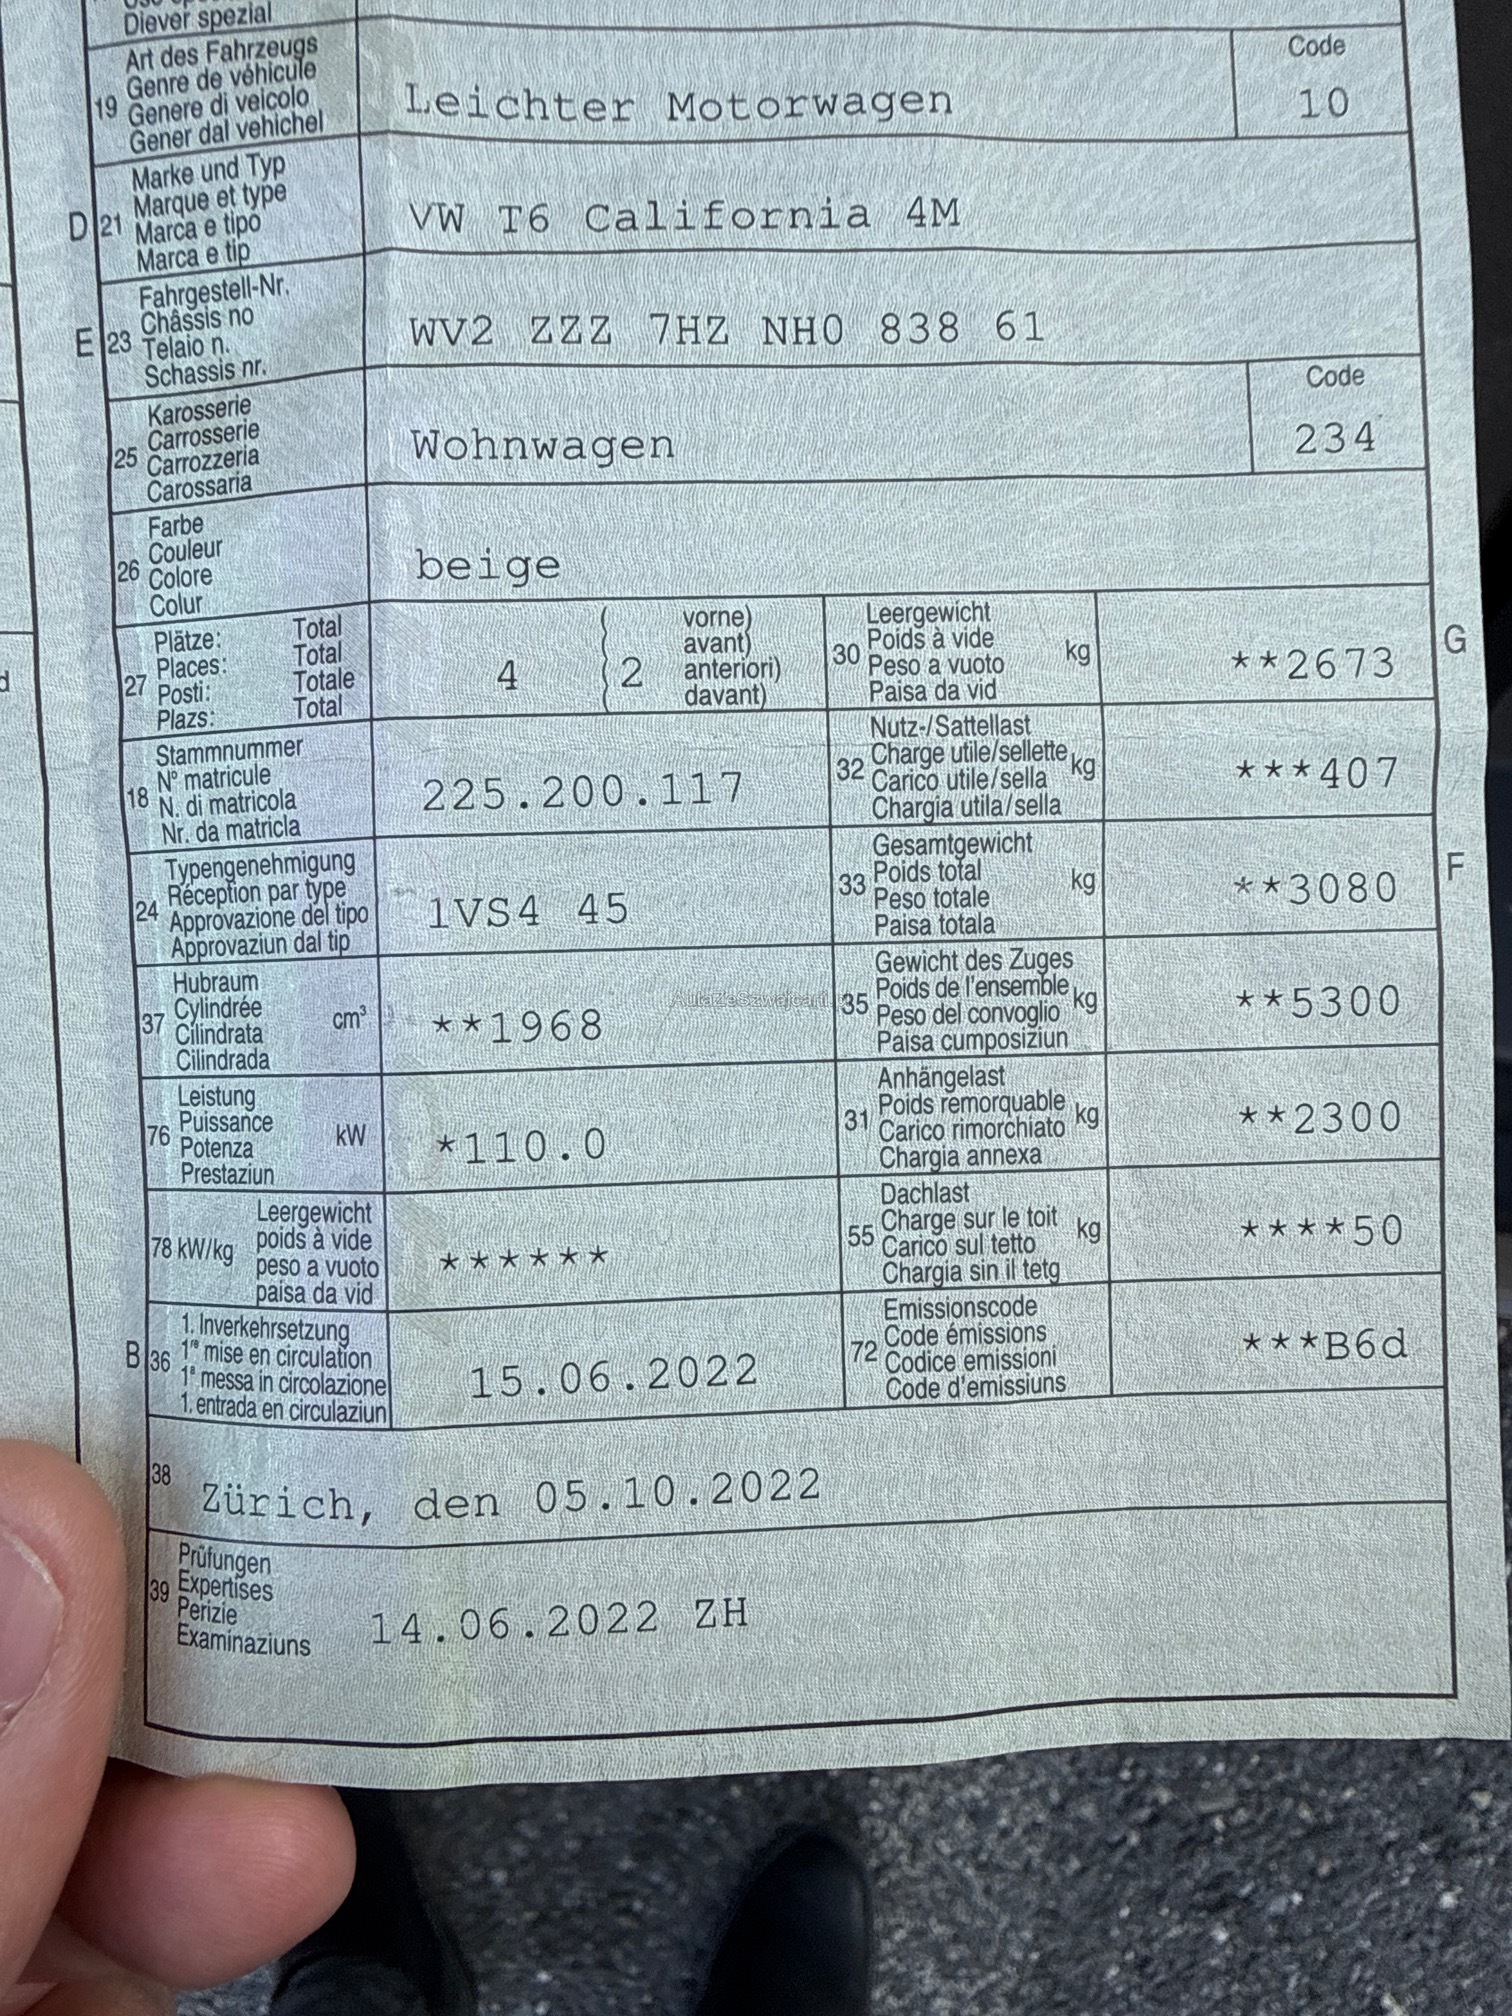 Diever spezial
Art des Fahrzeugs
Genre de véhicule
19 Genere di veicolo
Gener dal vehichel
Leichter Motorwagen
Code
10
Marke und Typ
Marque et type
D 21 Marca e tipo
Marca e tip
VW T6 California 4M
Fahrgestell-Nr.
Châssis no
E 23 Telaio n.
Schassis nr.
WV2 ZZZ 7HZ NH0 838 61
Karosserie
Carrosserie
25 Carrozzeria
Carossaria
Wohnwagen
Code
234
Farbe
Couleur
26 Colore
Colur
beige
Plätze: Total
Places: Total
27 Posti: Totale
Plazs: Total
4 ( 2 vorne)
avant)
anteriori)
davant)
Leergewicht
30 Poids à vide kg
Peso a vuoto
Paisa da vid
**2673
G
Stammnummer
N° matricule
18 N. di matricola
Nr. da matricla
225.200.117
Nutz-/Sattellast
32 Charge utile/sellette kg
Carico utile/sella
Chargia utila/sella
***407
Typengenehmigung
Réception par type
24 Approvazione del tipo
Approvaziun dal tip
1VS4 45
Gesamtgewicht
33 Poids total kg
Peso totale
Paisa totala
**3080
F
Hubraum
37 Cylindrée cm³
Cilindrata
Cilindrada
**1968
AutaZeSzwajcarii
Gewicht des Zuges
35 Poids de l'ensemble kg
Peso del convoglio
Paisa cumposiziun
**5300
Leistung
76 Puissance kW
Potenza
Prestaziun
*110.0
Anhängelast
31 Poids remorquable kg
Carico rimorchiato
Chargia annexa
**2300
Leergewicht
78 kW/kg poids à vide
peso a vuoto
paisa da vid
******
Dachlast
55 Charge sur le toit kg
Carico sul tetto
Chargia sin il tetg
****50
1. Inverkehrsetzung
B 36 1re mise en circulation
1a messa in circolazione
1. entrada en circulaziun
15.06.2022
Emissionscode
72 Code émissions
Codice emissioni
Code d'emissiuns
***B6d
38 Zürich, den 05.10.2022
Prüfungen
39 Expertises
Perizie
Examinaziuns
14.06.2022 ZH
d